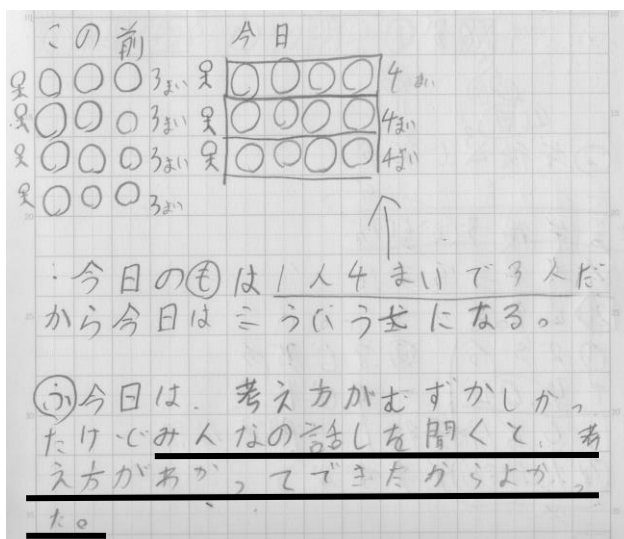 この前 今日
3まい 4まい
3まい 4まい
3まい 4まい
3まい
：今日の㋲は1人4まいで3人だ
から今日はこういう式になる。
㋫今日は、考え方がむずかしかっ
たけどみんなの話しを聞くと、考
え方がわかってできたからよかっ
た。